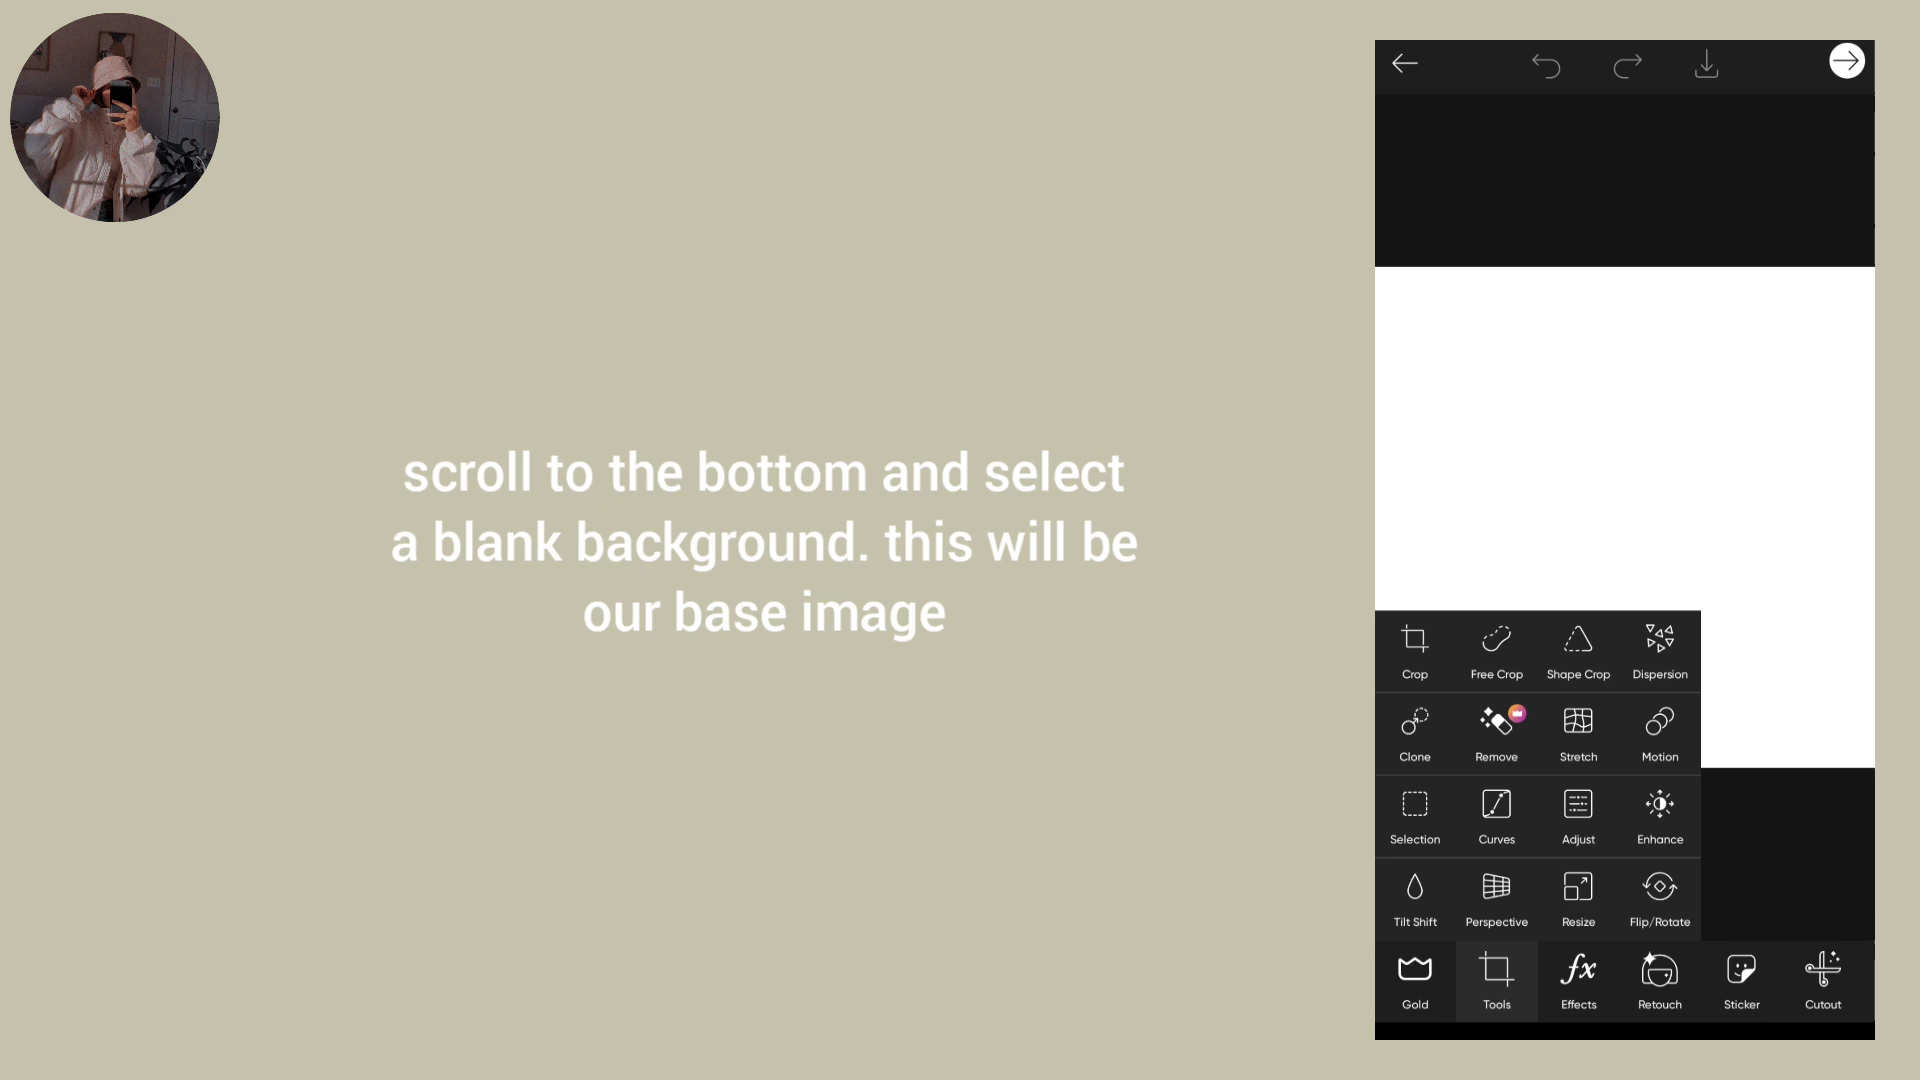 scroll to the bottom and select
a blank background. this will be
our base image
Crop Free Crop Shape Crop Dispersion
Clone Remove Stretch Motion
Selection Curves Adjust Enhance
Tilt Shift Perspective Resize Flip/Rotate
Gold Tools fx Effects Retouch Sticker Cutout